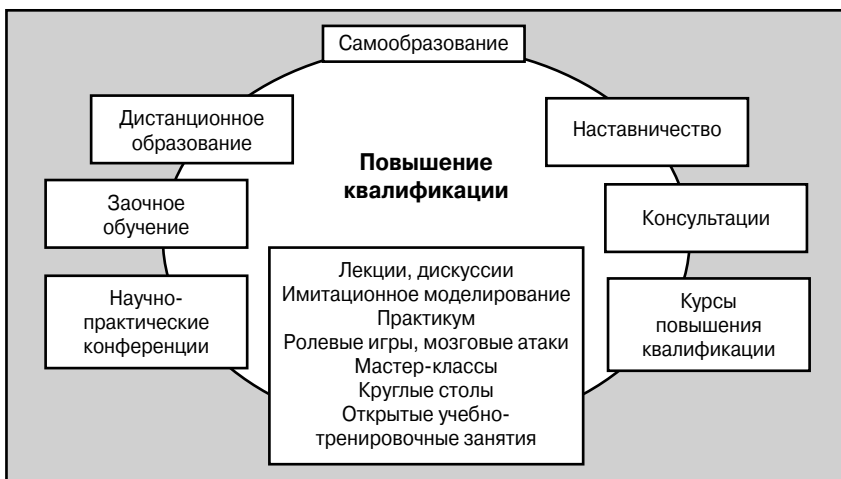 Самообразование
Дистанционное
образование
Наставничество
Повышение
квалификации
Заочное
обучение
Консультации
Научно-
практические
конференции
Лекции, дискуссии
Имитационное моделирование
Практикум
Ролевые игры, мозговые атаки
Мастер-классы
Круглые столы
Открытые учебно-
тренировочные занятия
Курсы
повышения
квалификации